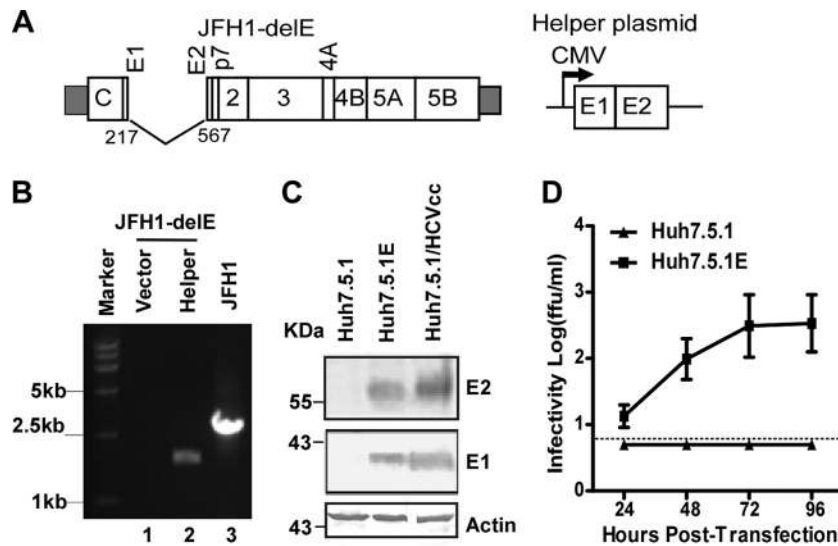 A
JFH1-delE
Helper plasmid
E1
E2
p7
4A
CMV
C
2
3
4B
5A
5B
E1
E2
217
567
B
JFH1-delE
Marker
Vector
Helper
JFH1
5kb
2.5kb
1kb
1
2
3
C
Huh7.5.1
Huh7.5.1E
Huh7.5.1/HCVcc
KDa
55
E2
43
E1
43
Actin
D
Infectivity Log(ffu/ml)
4
3
2
1
0
Huh7.5.1
Huh7.5.1E
24
48
72
96
Hours Post-Transfection